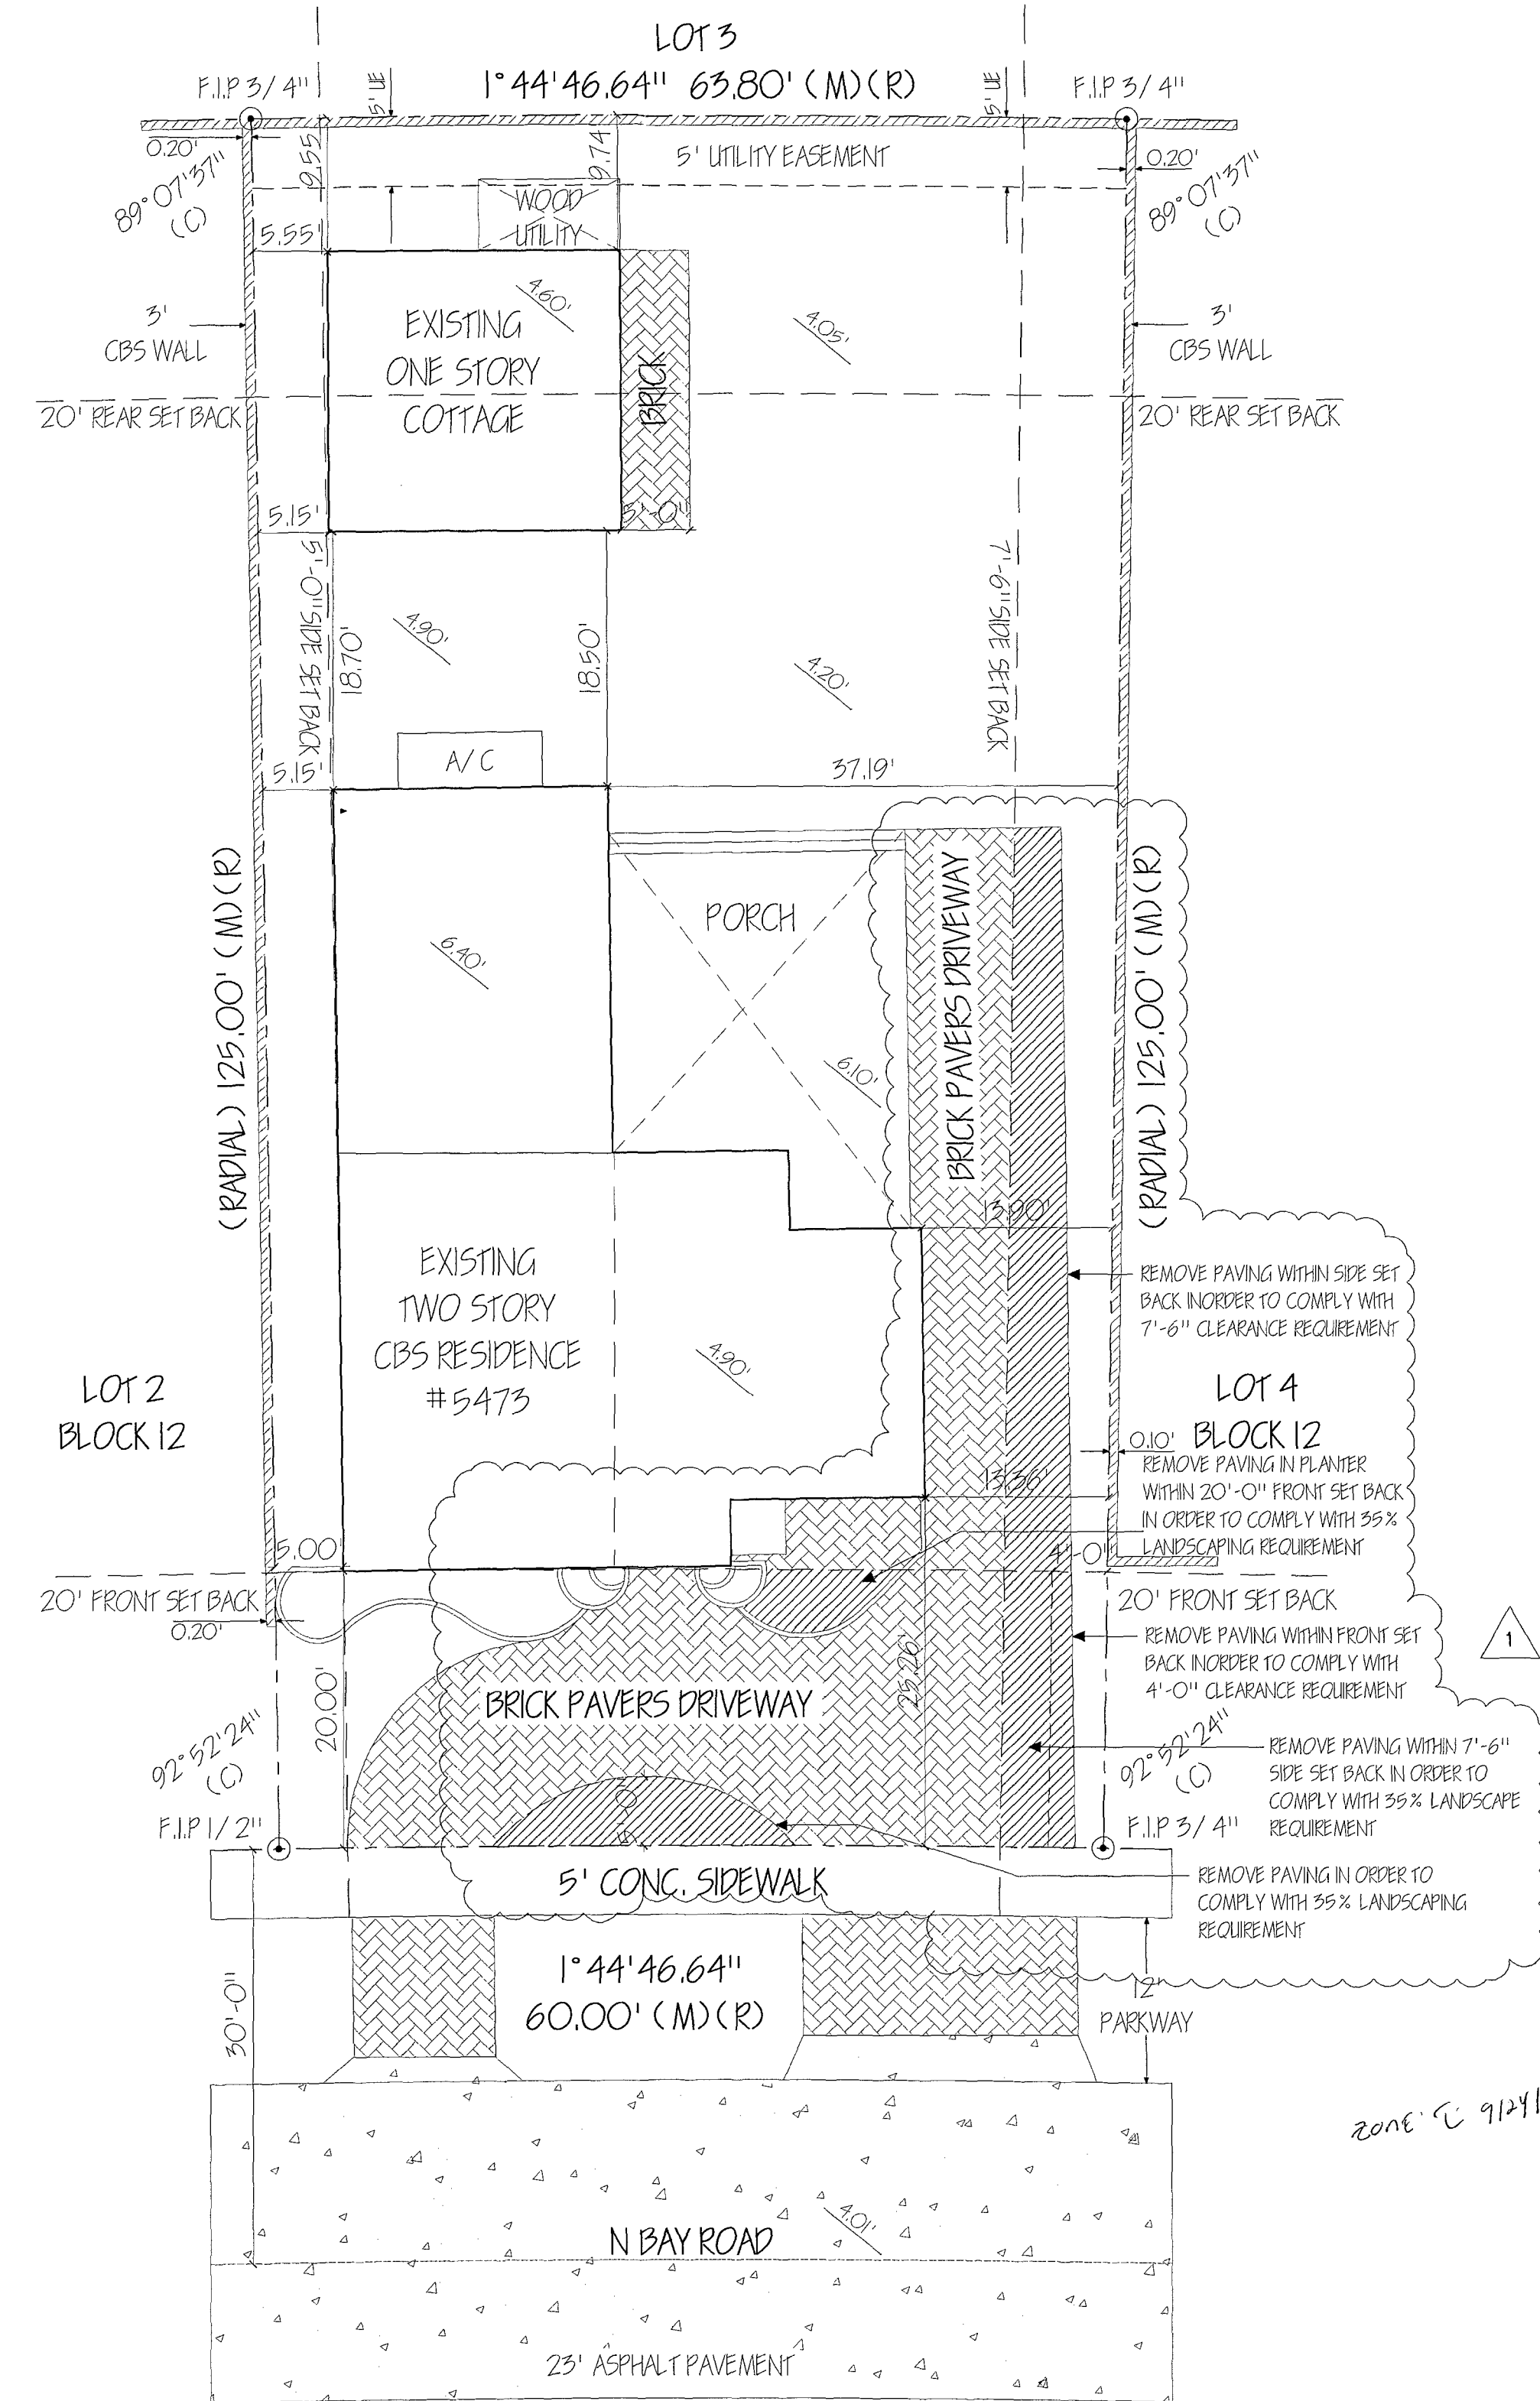 LOT 3
1°44'46.64" 63.80' (M)(R)
F.I.P 3/4"
5' UE
5' UE
F.I.P 3/4"
0.20'
9.55'
9.74'
5' UTILITY EASEMENT
0.20'
89°07'37"
(C)
89°07'37"
(C)
WOOD
UTILITY
5.55'
4.60'
EXISTING
ONE STORY
COTTAGE
BRICK
4.05'
3'
CBS WALL
3'
CBS WALL
20' REAR SET BACK
20' REAR SET BACK
5.15'
5'-0" SIDE SET BACK
18.70'
4.90'
18.50'
4.20'
7'-6" SIDE SET BACK
A/C
5.15'
37.19'
(RADIAL) 125.00' (M)(R)
(RADIAL) 125.00' (M)(R)
PORCH
BRICK PAVERS DRIVEWAY
6.40'
6.10'
13.90'
EXISTING
TWO STORY
CBS RESIDENCE
#5473
4.90'
REMOVE PAVING WITHIN SIDE SET
BACK INORDER TO COMPLY WITH
7'-6" CLEARANCE REQUIREMENT
LOT 2
BLOCK 12
LOT 4
BLOCK 12
0.10'
REMOVE PAVING IN PLANTER
WITHIN 20'-0" FRONT SET BACK
IN ORDER TO COMPLY WITH 35%
LANDSCAPING REQUIREMENT
13.36'
5.00'
4'-0"
20' FRONT SET BACK
0.20'
20' FRONT SET BACK
REMOVE PAVING WITHIN FRONT SET
BACK INORDER TO COMPLY WITH
4'-0" CLEARANCE REQUIREMENT
1
20.00'
BRICK PAVERS DRIVEWAY
25.26'
92°52'24"
(C)
92°52'24"
(C)
REMOVE PAVING WITHIN 7'-6"
SIDE SET BACK IN ORDER TO
COMPLY WITH 35% LANDSCAPE
REQUIREMENT
F.I.P 1/2"
F.I.P 3/4"
5' CONC. SIDEWALK
REMOVE PAVING IN ORDER TO
COMPLY WITH 35% LANDSCAPING
REQUIREMENT
30'-0"
1°44'46.64"
60.00' (M)(R)
12'
PARKWAY
4.01'
N BAY ROAD
23' ASPHALT PAVEMENT